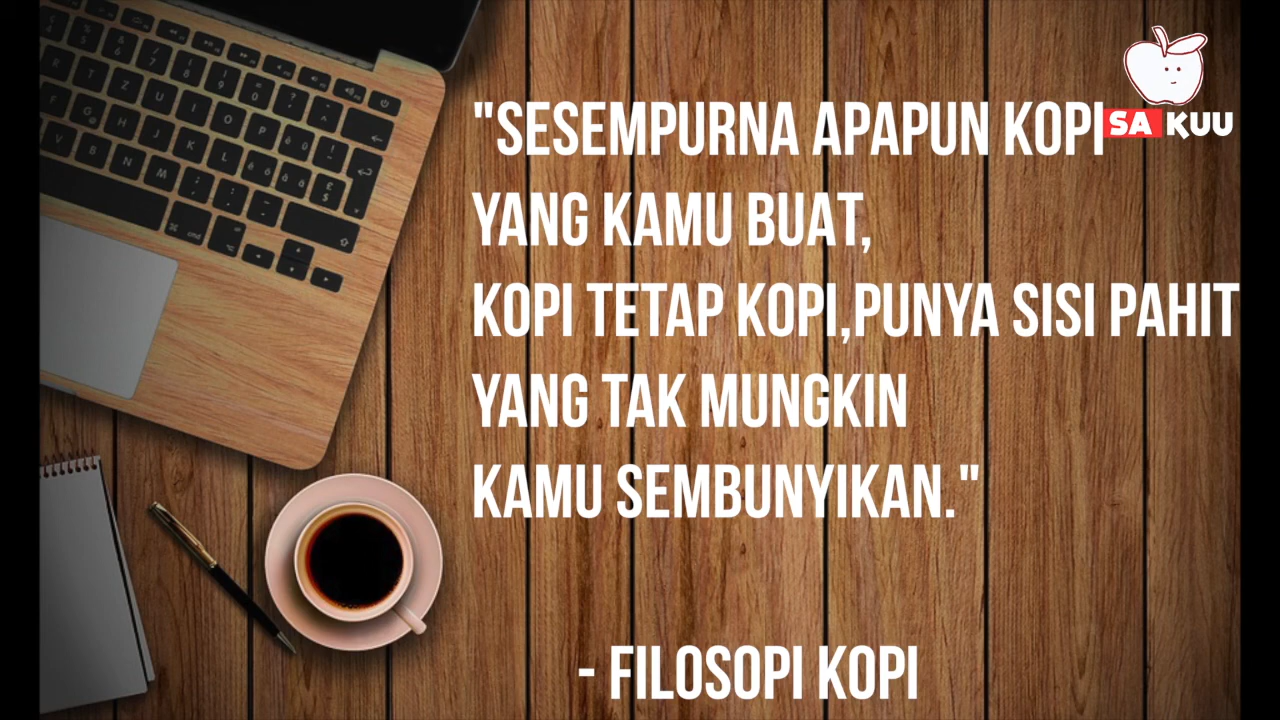 "SESEMPURNA APAPUN KOPI
SA KUU
YANG KAMU BUAT,
KOPI TETAP KOPI,PUNYA SISI PAHIT
YANG TAK MUNGKIN
KAMU SEMBUNYIKAN."
- FILOSOPI KOPI